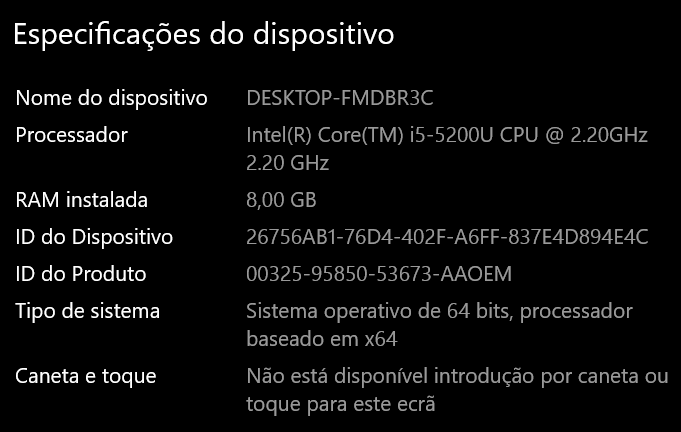 Especificações do dispositivo
Nome do dispositivo DESKTOP-FMDBR3C
Processador Intel(R) Core(TM) i5-5200U CPU @ 2.20GHz
2.20 GHz
RAM instalada 8,00 GB
ID do Dispositivo 26756AB1-76D4-402F-A6FF-837E4D894E4C
ID do Produto 00325-95850-53673-AAOEM
Tipo de sistema Sistema operativo de 64 bits, processador
baseado em x64
Caneta e toque Não está disponível introdução por caneta ou
toque para este ecrã